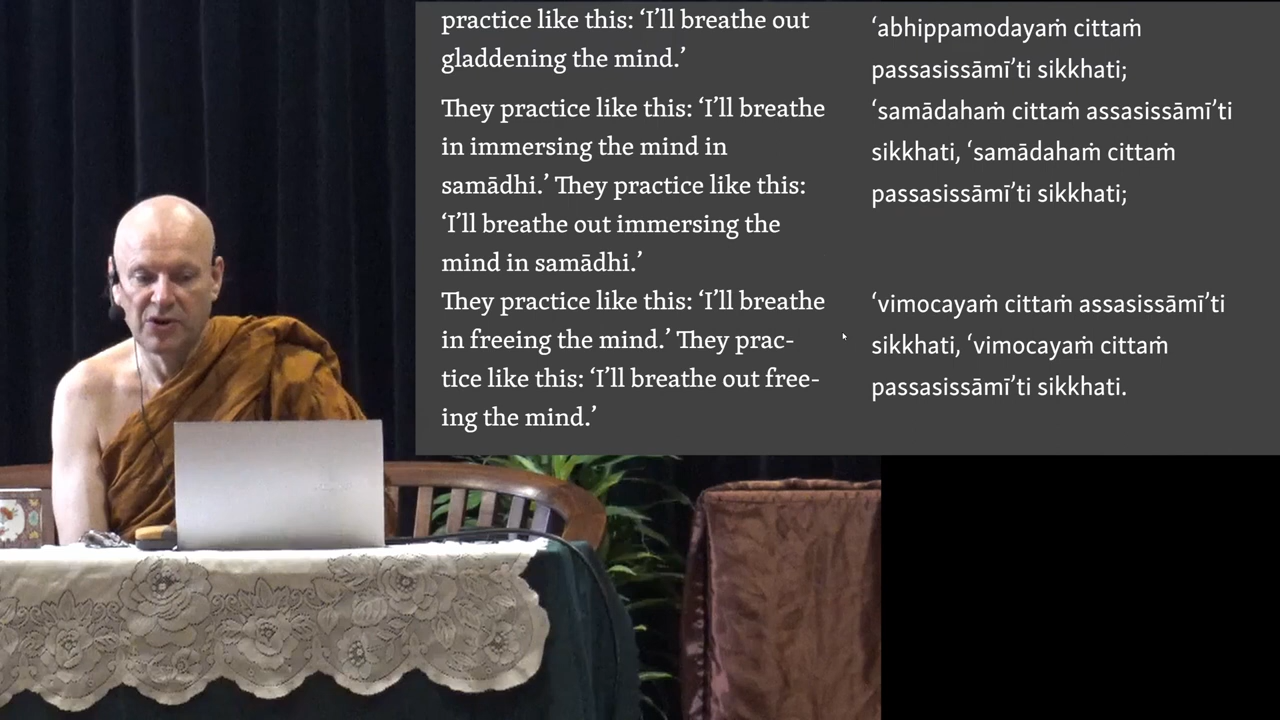 practice like this: ‘I’ll breathe out
gladdening the mind.’
They practice like this: ‘I’ll breathe
in immersing the mind in
samādhi.’ They practice like this:
‘I’ll breathe out immersing the
mind in samādhi.’
They practice like this: ‘I’ll breathe
in freeing the mind.’ They prac-
tice like this: ‘I’ll breathe out free-
ing the mind.’
‘abhippamodayaṁ cittaṁ
passasissāmī’ti sikkhati;
‘samādahaṁ cittaṁ assasissāmī’ti
sikkhati, ‘samādahaṁ cittaṁ
passasissāmī’ti sikkhati;
‘vimocayaṁ cittaṁ assasissāmī’ti
sikkhati, ‘vimocayaṁ cittaṁ
passasissāmī’ti sikkhati.